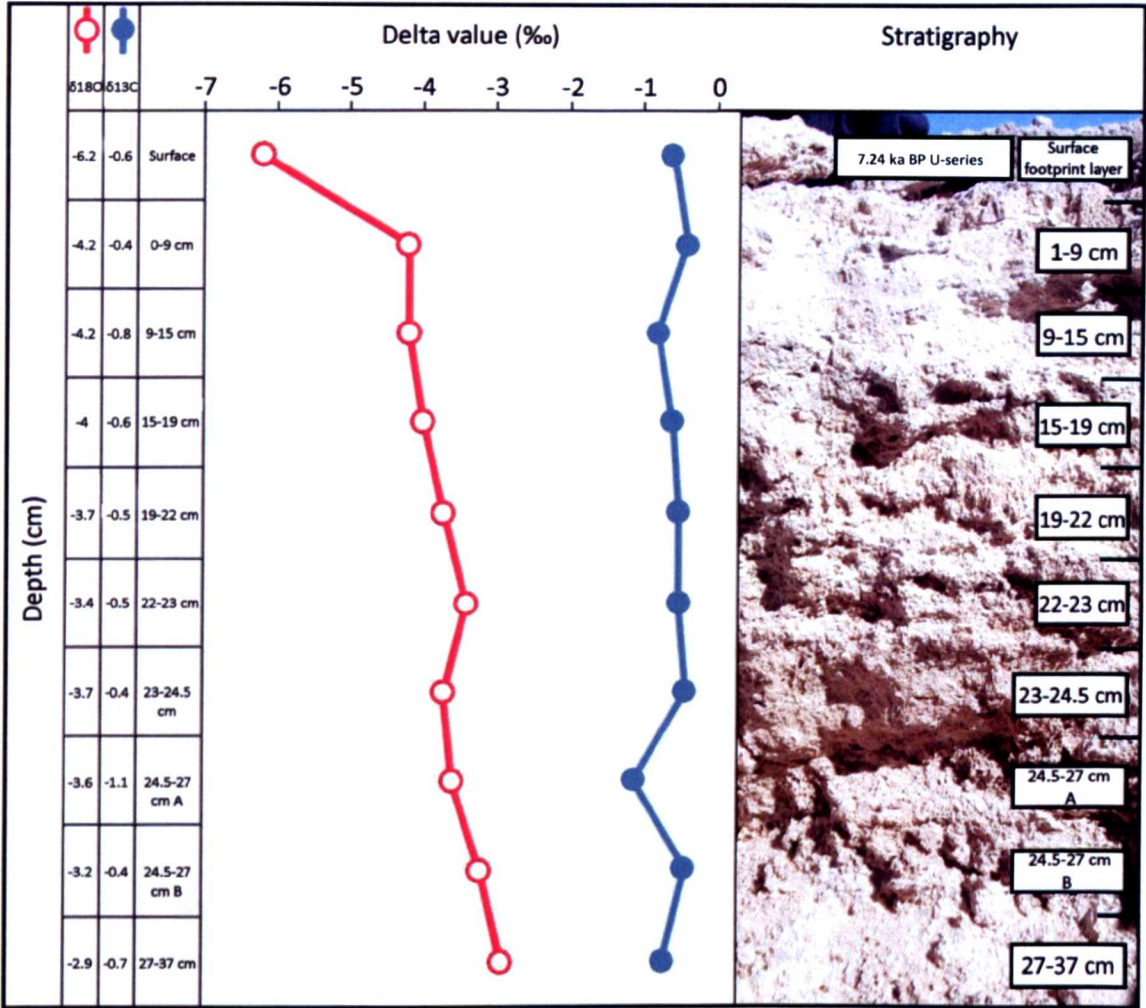 Delta value (‰)
Stratigraphy
δ18O δ13C
-7 -6 -5 -4 -3 -2 -1 0
-6.2 -0.6 Surface
-4.2 -0.4 0-9 cm
-4.2 -0.8 9-15 cm
-4 -0.6 15-19 cm
-3.7 -0.5 19-22 cm
-3.4 -0.5 22-23 cm
-3.7 -0.4 23-24.5
cm
-3.6 -1.1 24.5-27
cm A
-3.2 -0.4 24.5-27
cm B
-2.9 -0.7 27-37 cm
Depth (cm)
7.24 ka BP U-series
Surface
footprint layer
1-9 cm
9-15 cm
15-19 cm
19-22 cm
22-23 cm
23-24.5 cm
24.5-27 cm
A
24.5-27 cm
B
27-37 cm